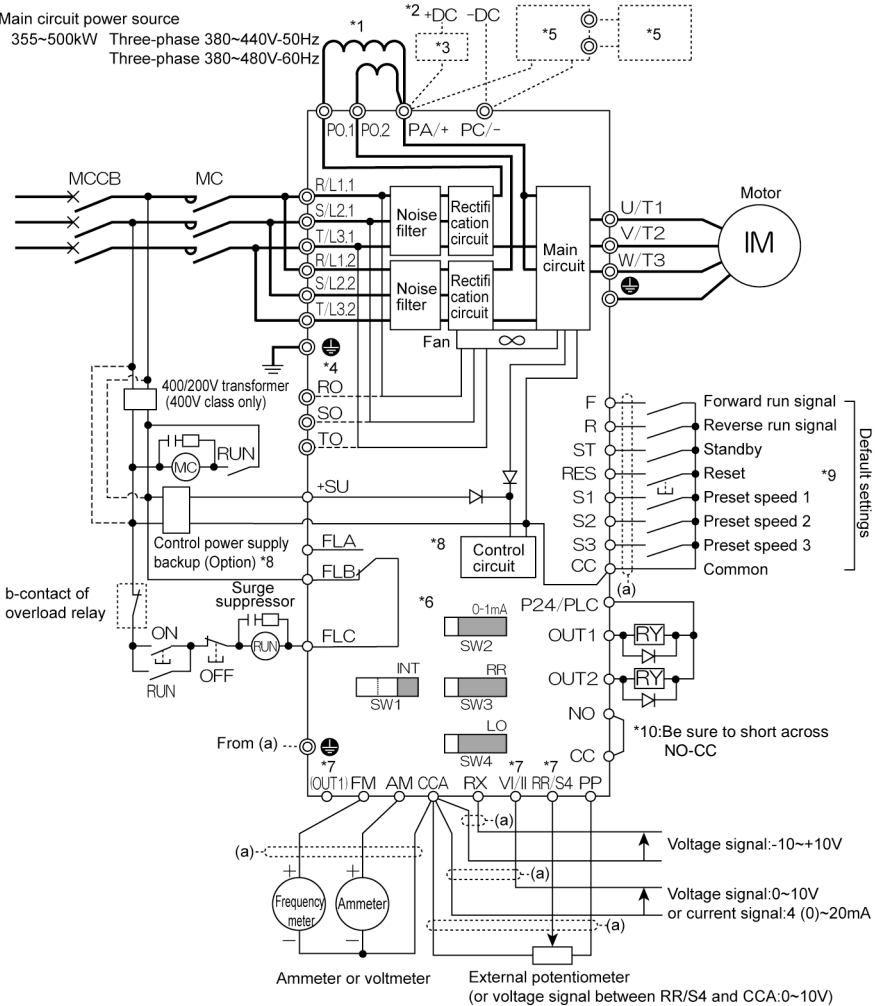 Main circuit power source
355~500kW Three-phase 380~440V-50Hz
Three-phase 380~480V-60Hz
*1
*2 +DC -DC
*3
*5
*5
PO.1 PO.2 PA/+ PC/-
MCCB
MC
R/L1.1
S/L2.1
T/L3.1
R/L1.2
S/L2.2
T/L3.2
Noise
filter
Rectifi
cation
circuit
Noise
filter
Rectifi
cation
circuit
Main
circuit
Fan
U/T1
V/T2
W/T3
Motor
IM
*4
RO
SO
TO
400/200V transformer
(400V class only)
MC
RUN
+SU
Control power supply
backup (Option) *8
FLA
FLB
FLC
*8
Control
circuit
b-contact of
overload relay
Surge
suppressor
ON
RUN
OFF
RUN
*6
0-1mA
SW2
INT
SW1
RR
SW3
LO
SW4
F Forward run signal
R Reverse run signal
ST Standby
RES Reset
S1 Preset speed 1
S2 Preset speed 2
S3 Preset speed 3
CC Common
*9
Default settings
(a)
P24/PLC
OUT1 RY
OUT2 RY
NO
CC
*10:Be sure to short across
NO-CC
From (a)
*7 *7 *7
(OUT1) FM AM CCA RX VI/II RR/S4 PP
(a)
(a)
(a)
(a)
Voltage signal:-10~+10V
Voltage signal:0~10V
or current signal:4 (0)~20mA
+ +
Frequency
meter
Ammeter
- -
Ammeter or voltmeter
External potentiometer
(or voltage signal between RR/S4 and CCA:0~10V)